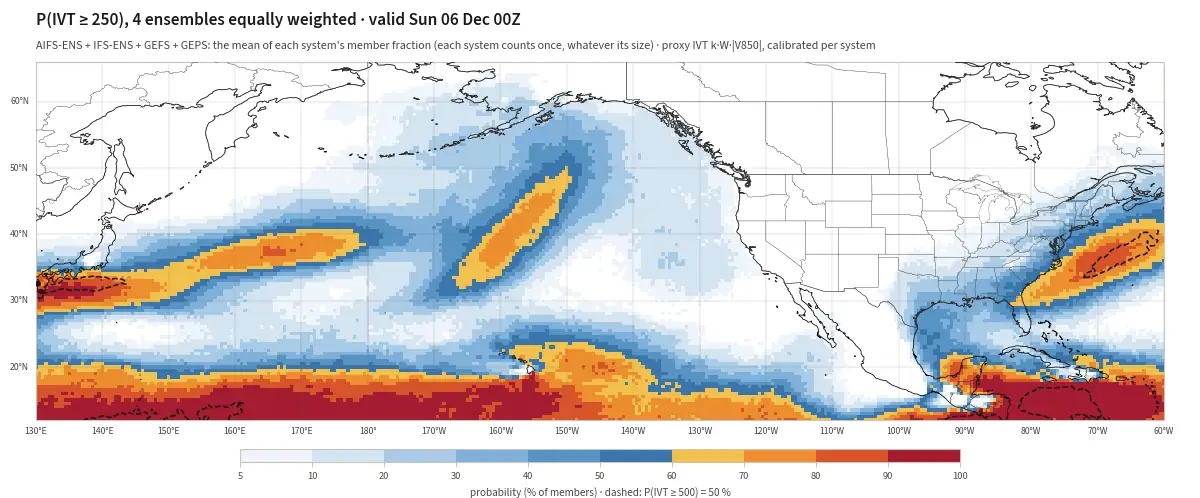 P(IVT ≥ 250), 4 ensembles equally weighted · valid Sun 06 Dec 00Z
AIFS-ENS + IFS-ENS + GEFS + GEPS: the mean of each system's member fraction (each system counts once, whatever its size) · proxy IVT k·W·|V850|, calibrated per system
60°N
50°N
40°N
30°N
20°N
130°E 140°E 150°E 160°E 170°E 180° 170°W 160°W 150°W 140°W 130°W 120°W 110°W 100°W 90°W 80°W 70°W 60°W
5 10 20 30 40 50 60 70 80 90 100
probability (% of members) · dashed: P(IVT ≥ 500) = 50 %